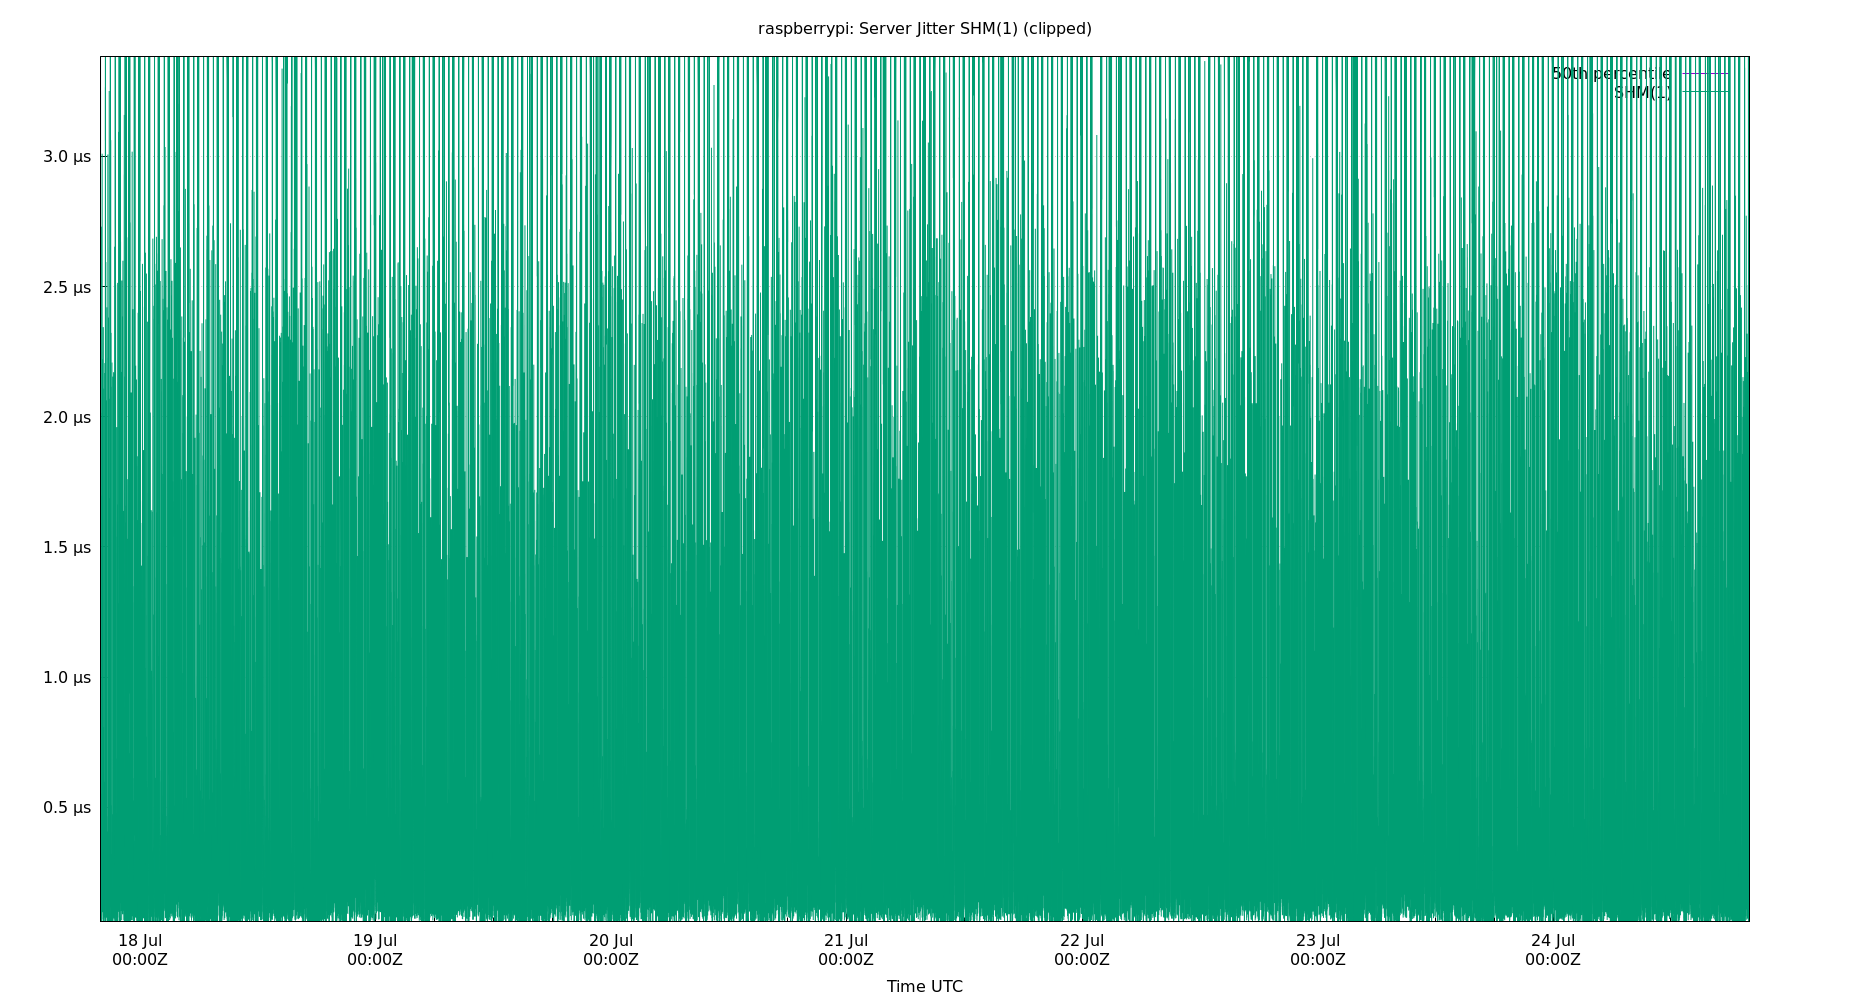 raspberrypi: Server Jitter SHM(1) (clipped)
50th percentile
SHM(1)
3.0 µs
2.5 µs
2.0 µs
1.5 µs
1.0 µs
0.5 µs
18 Jul 19 Jul 20 Jul 21 Jul 22 Jul 23 Jul 24 Jul
00:00Z 00:00Z 00:00Z 00:00Z 00:00Z 00:00Z 00:00Z
Time UTC